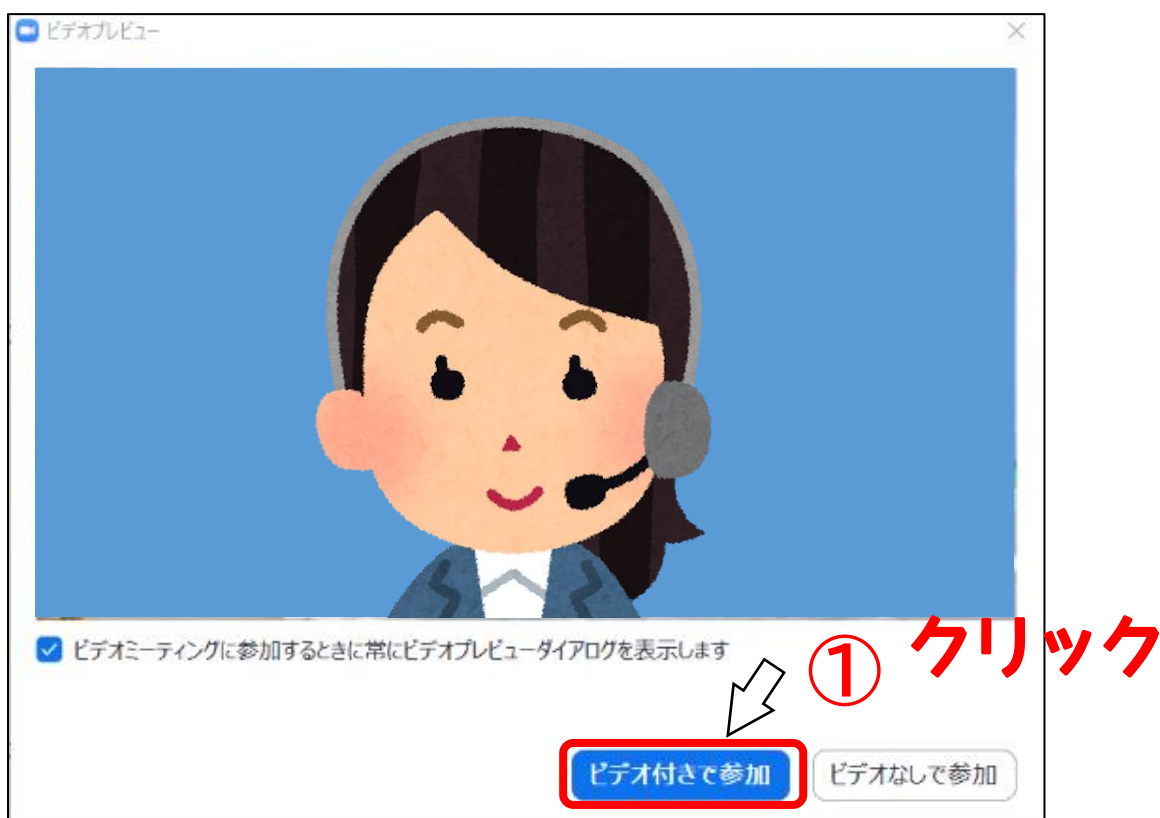 ビデオプレビュー
ビデオミーティングに参加するときに常にビデオプレビューダイアログを表示します
① クリック
ビデオ付きで参加 ビデオなしで参加